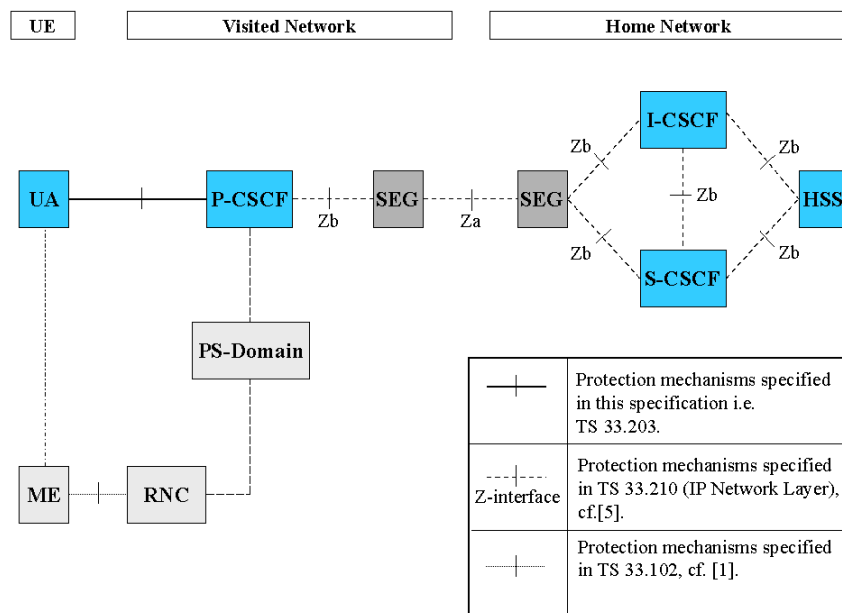 UE
Visited Network
Home Network
I-CSCF
Zb
Zb
UA
P-CSCF
SEG
SEG
Zb
HSS
Zb
Za
Zb
Zb
S-CSCF
PS-Domain
Protection mechanisms specified
in this specification i.e.
TS 33.203.
ME
RNC
Z-interface
Protection mechanisms specified
in TS 33.210 (IP Network Layer),
cf.[5].
Protection mechanisms specified
in TS 33.102, cf. [1].